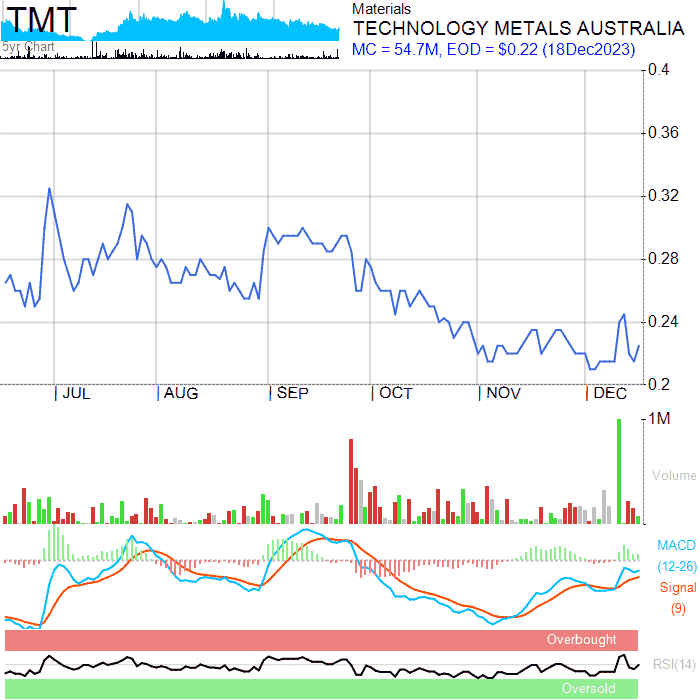 TMT
5yr Chart
Materials
TECHNOLOGY METALS AUSTRALIA
MC = 54.7M, EOD = $0.22 (18Dec2023)
0.4
0.36
0.32
0.28
0.24
0.2
JUL AUG SEP OCT NOV DEC
1M
Volume
MACD
(12-26)
Signal
(9)
Overbought
RSI(14)
Oversold